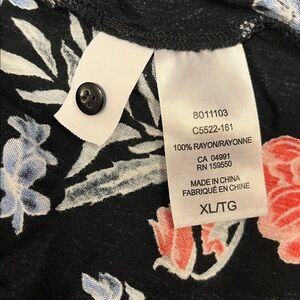 8011103
C5522-161
100% RAYON/RAYONNE
CA 04991
RN 159550
MADE IN CHINA
FABRIQUÉ EN CHINE
XL/TG